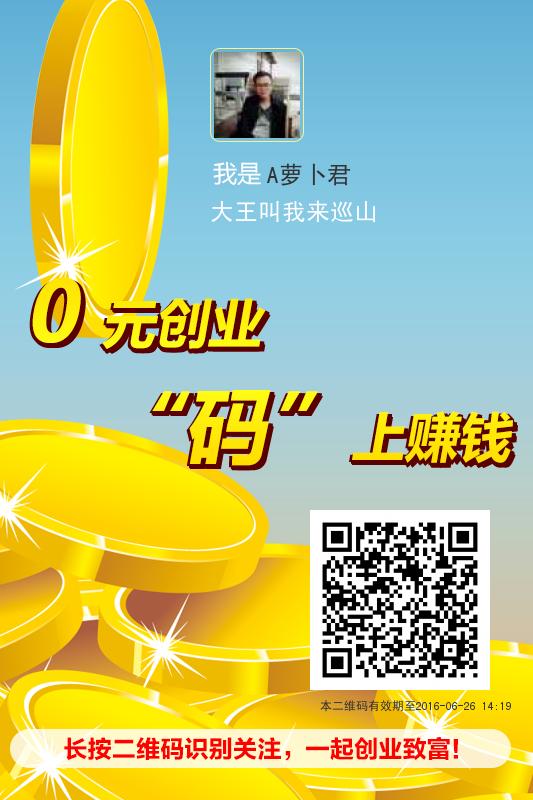 我是 A萝卜君
大王叫我来巡山
0 元创业
“码” 上赚钱
本二维码有效期至2016-06-26 14:19
长按二维码识别关注，一起创业致富!